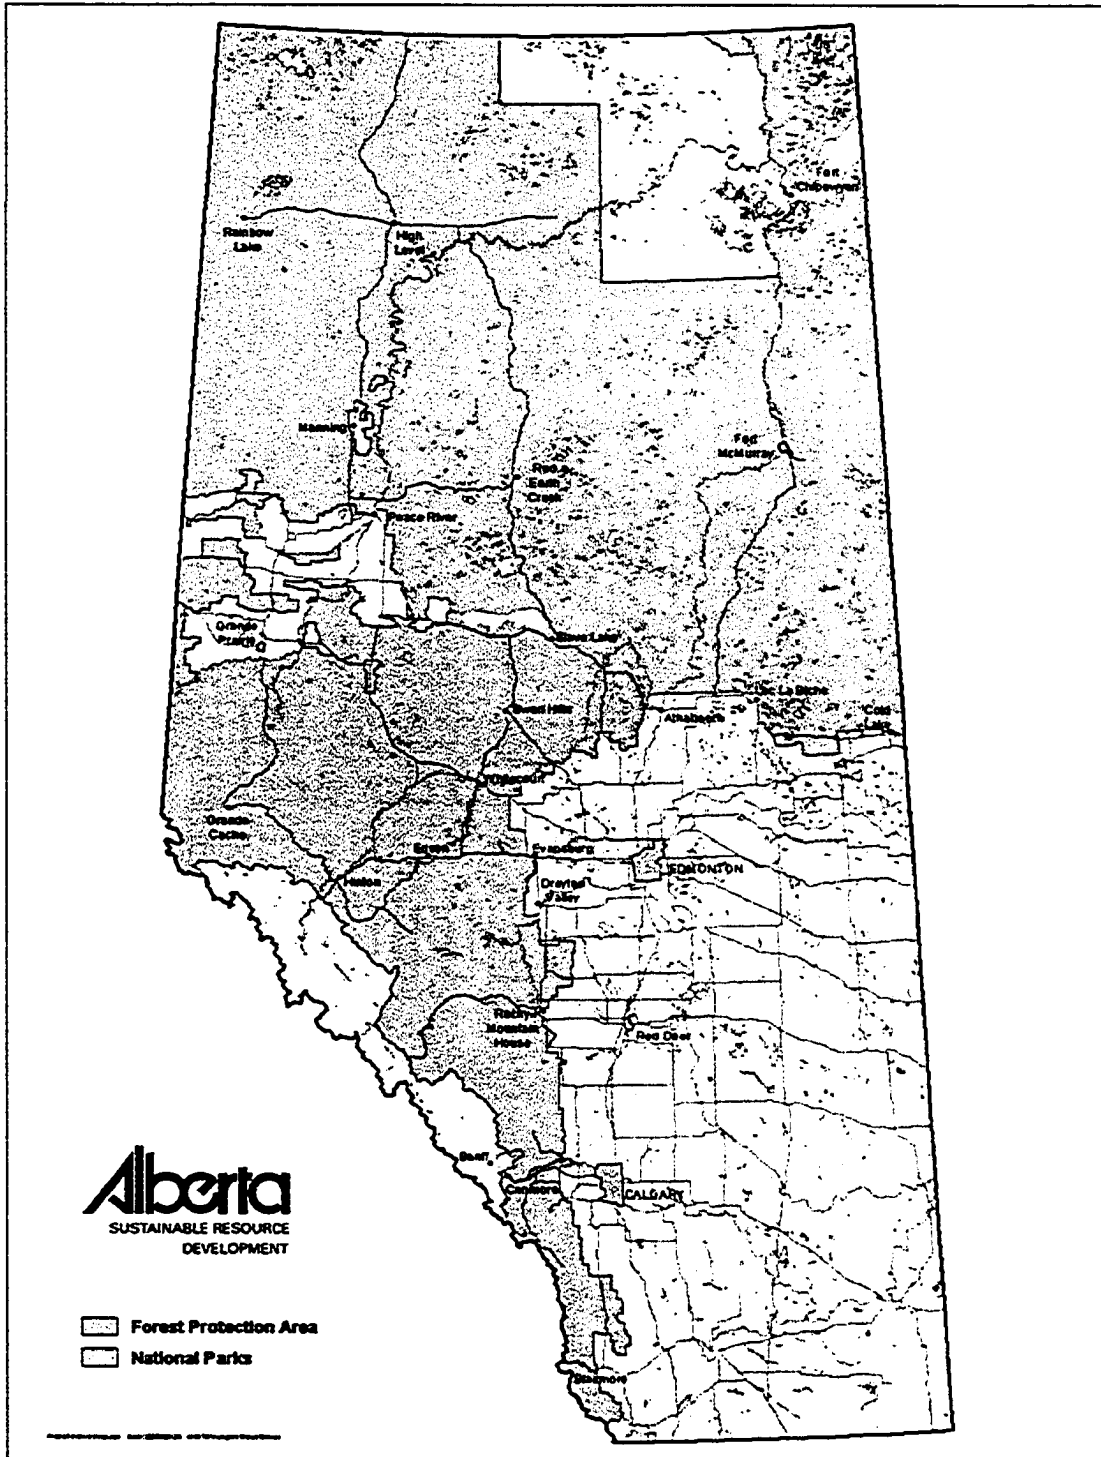 Fort
Chipewyan
Rainbow
Lake
High
Level
Manning
Fort
McMurray
Red
Earth
Creek
Peace River
Grande
Prairie
Slave Lake
Lac La Biche
Swan Hills
Athabasca
Cold
Lake
Whitecourt
Grande
Cache
Edson
Evansburg
EDMONTON
Hinton
Drayton
Valley
Rocky
Mountain
House
Red Deer
Banff
Canmore
CALGARY
Alberta
SUSTAINABLE RESOURCE
DEVELOPMENT
Forest Protection Area
National Parks
Blairmore